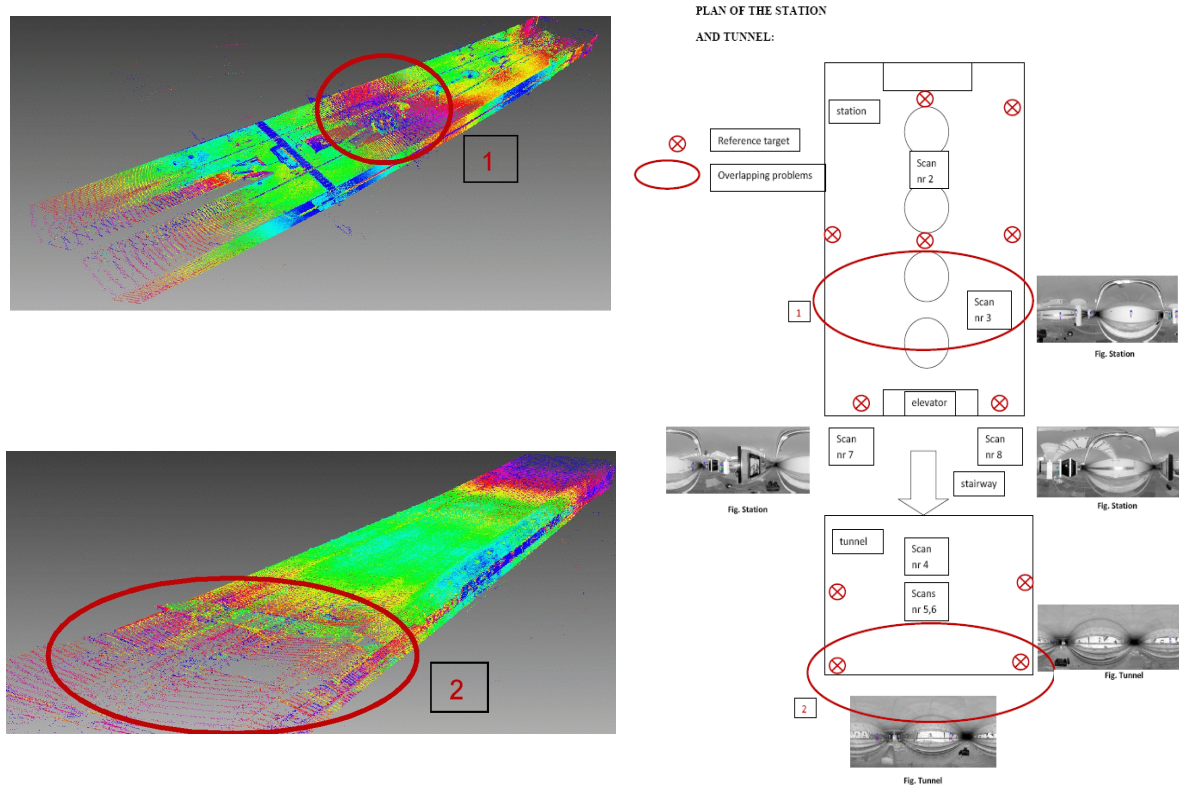 1
2
PLAN OF THE STATION
AND TUNNEL:
Reference target
Overlapping problems
station
Scan
nr 2
1
Scan
nr 3
Fig. Station
elevator
Scan
nr 7
Scan
nr 8
stairway
Fig. Station
Fig. Station
tunnel
Scan
nr 4
Scans
nr 5,6
Fig. Tunnel
2
Fig. Tunnel